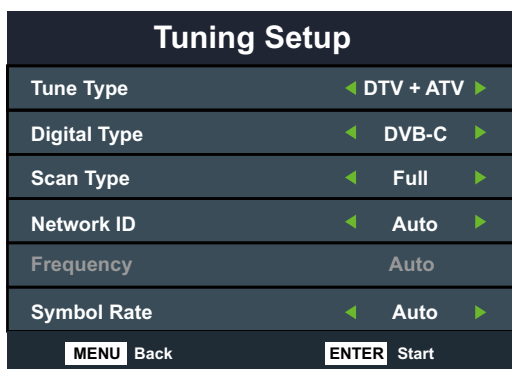 Tuning Setup
Tune Type DTV + ATV
Digital Type DVB-C
Scan Type Full
Network ID Auto
Frequency Auto
Symbol Rate Auto
MENU Back ENTER Start